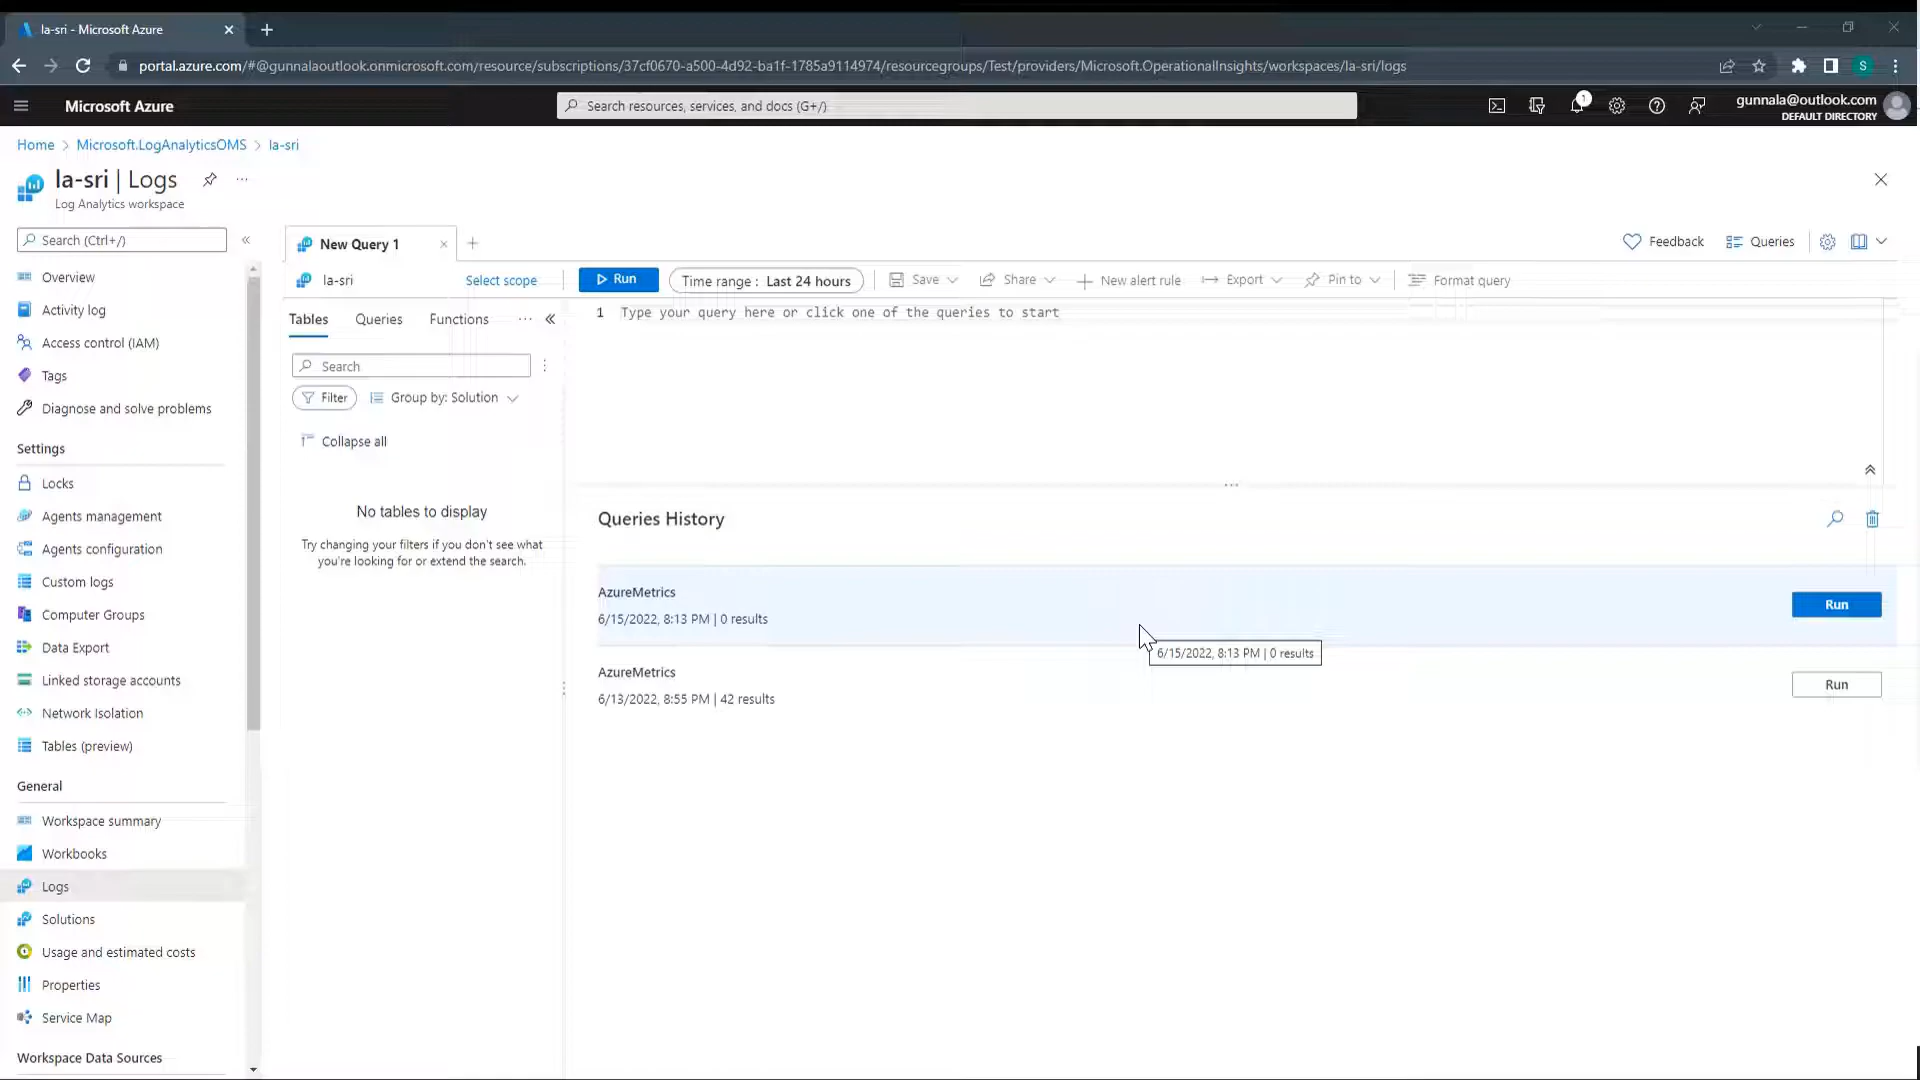 la-sri - Microsoft Azure
portal.azure.com/#@gunnalaoutlook.onmicrosoft.com/resource/subscriptions/37cf0670-a500-4d92-ba1f-1785a9114974/resourcegroups/Test/providers/Microsoft.OperationalInsights/workspaces/la-sri/logs
S
Microsoft Azure
Search resources, services, and docs (G+/)
1
gunnala@outlook.com
DEFAULT DIRECTORY
Home > Microsoft.LogAnalyticsOMS > la-sri
la-sri | Logs
Log Analytics workspace
Search (Ctrl+/)
Overview
Activity log
Access control (IAM)
Tags
Diagnose and solve problems
Settings
Locks
Agents management
Agents configuration
Custom logs
Computer Groups
Data Export
Linked storage accounts
Network Isolation
Tables (preview)
General
Workspace summary
Workbooks
Logs
Solutions
Usage and estimated costs
Properties
Service Map
Workspace Data Sources
New Query 1
Feedback
Queries
la-sri
Select scope
Run
Time range : Last 24 hours
Save
Share
New alert rule
Export
Pin to
Format query
Tables
Queries
Functions
Search
Filter
Group by: Solution
Collapse all
No tables to display
Try changing your filters if you don't see what
you're looking for or extend the search.
1 Type your query here or click one of the queries to start
Queries History
AzureMetrics
6/15/2022, 8:13 PM | 0 results
Run
6/15/2022, 8:13 PM | 0 results
AzureMetrics
6/13/2022, 8:55 PM | 42 results
Run